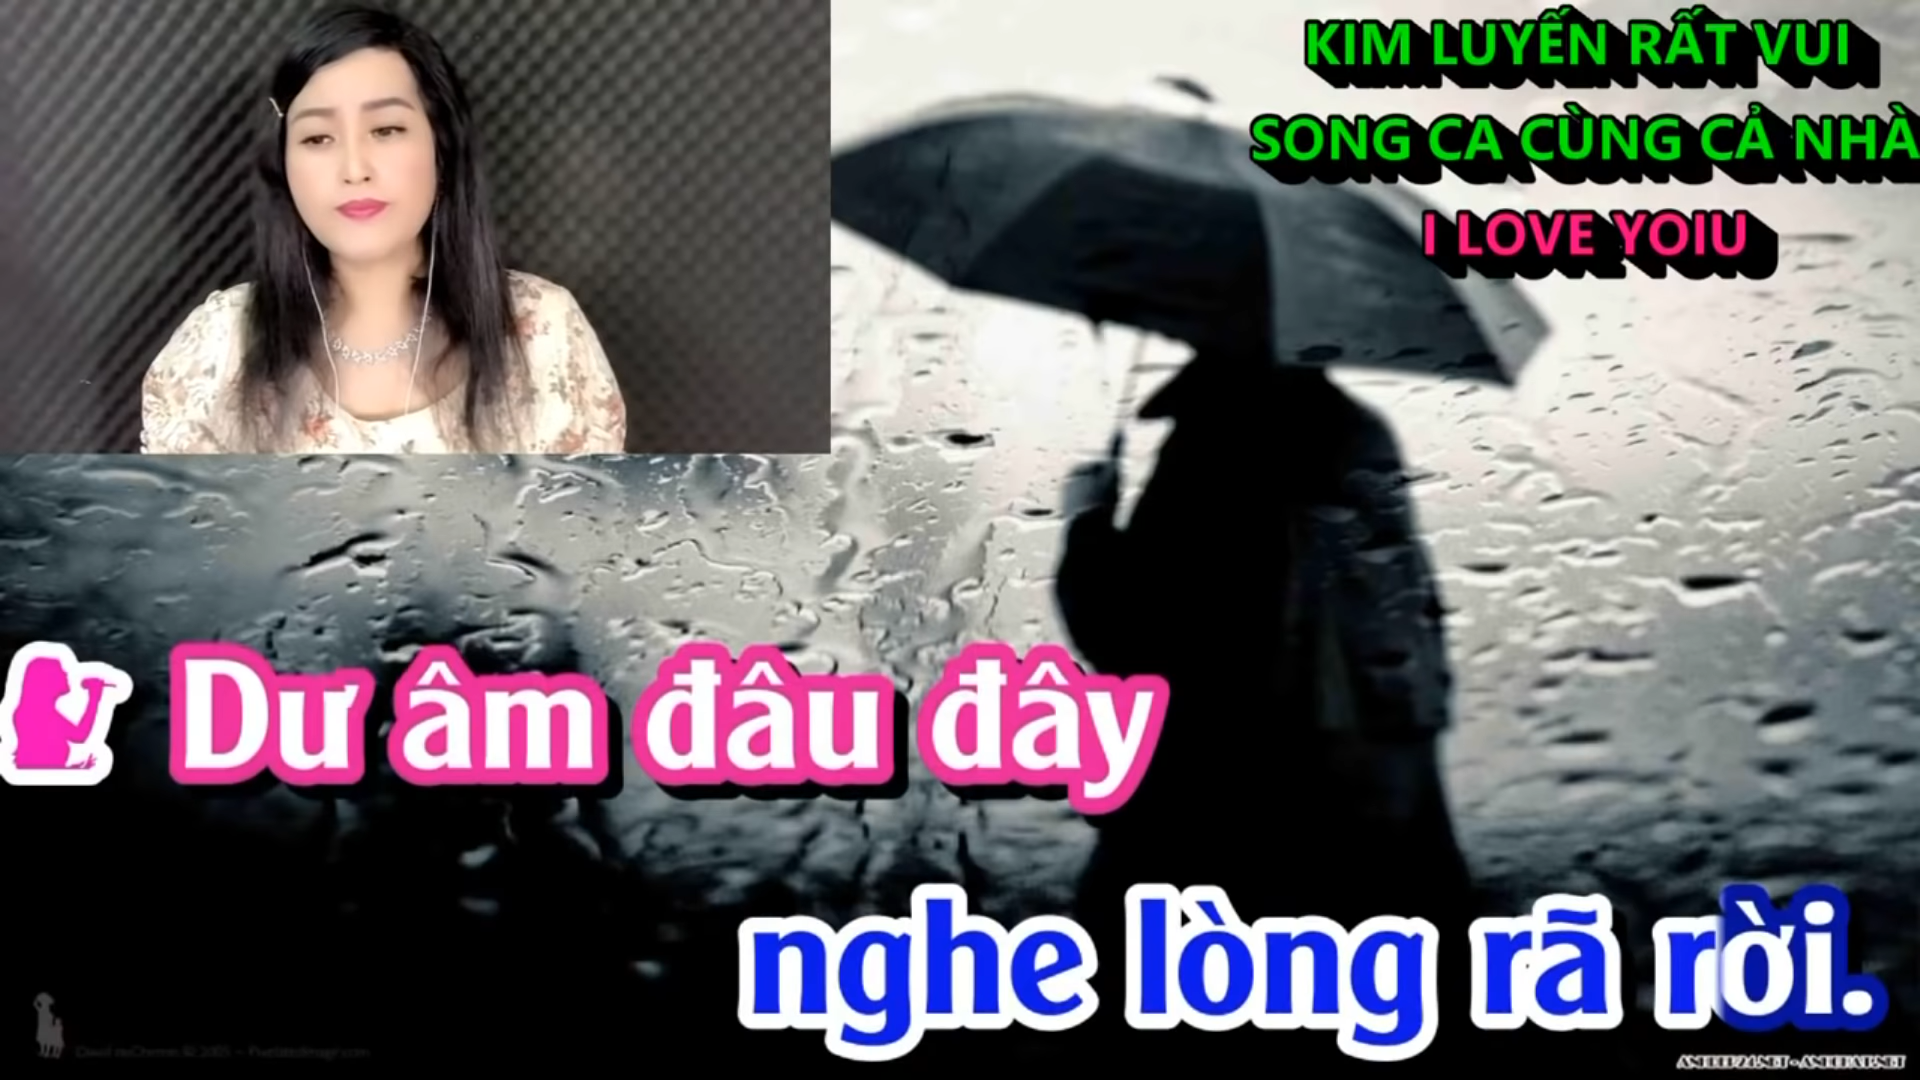 KIM LUYẾN RẤT VUI
SONG CA CÙNG CẢ NHÀ
I LOVE YOIU
Dư âm đâu đây
nghe lòng rã rời.